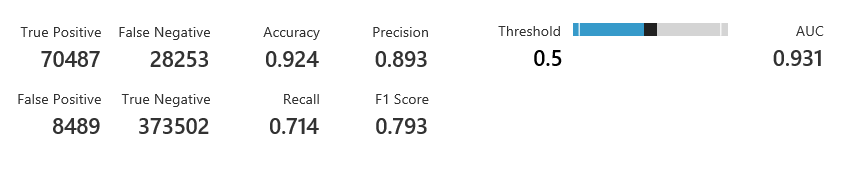 True Positive False Negative Accuracy Precision Threshold AUC
70487 28253 0.924 0.893 0.5 0.931
False Positive True Negative Recall F1 Score
8489 373502 0.714 0.793